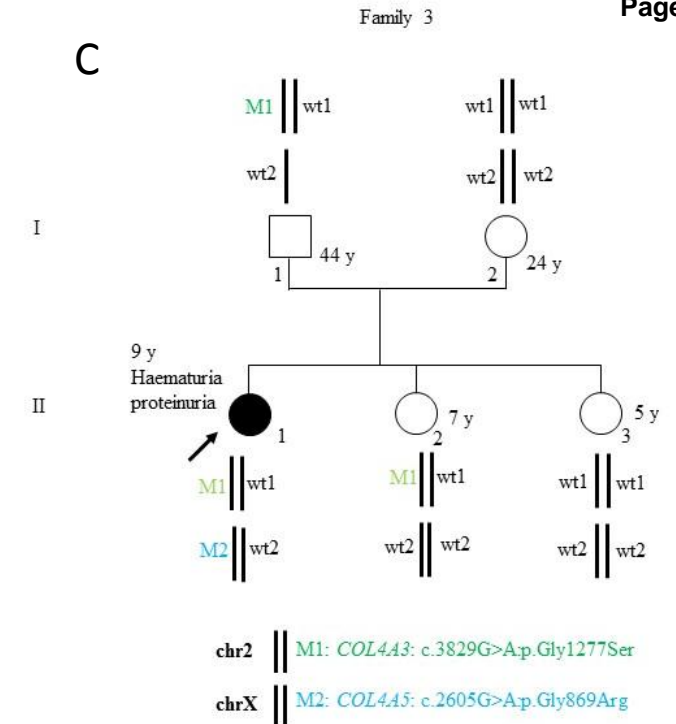 Page
Family 3
C
M1 wt1 wt1 wt1
wt2 wt2 wt2
I
44 y 24 y
1 2
9 y
Haematuria
proteinuria
II
7 y 5 y
1 2 3
M1 wt1 M1 wt1 wt1 wt1
M2 wt2 wt2 wt2 wt2 wt2
chr2 M1: COL4A3: c.3829G>A:p.Gly1277Ser
chrX M2: COL4A5: c.2605G>A:p.Gly869Arg